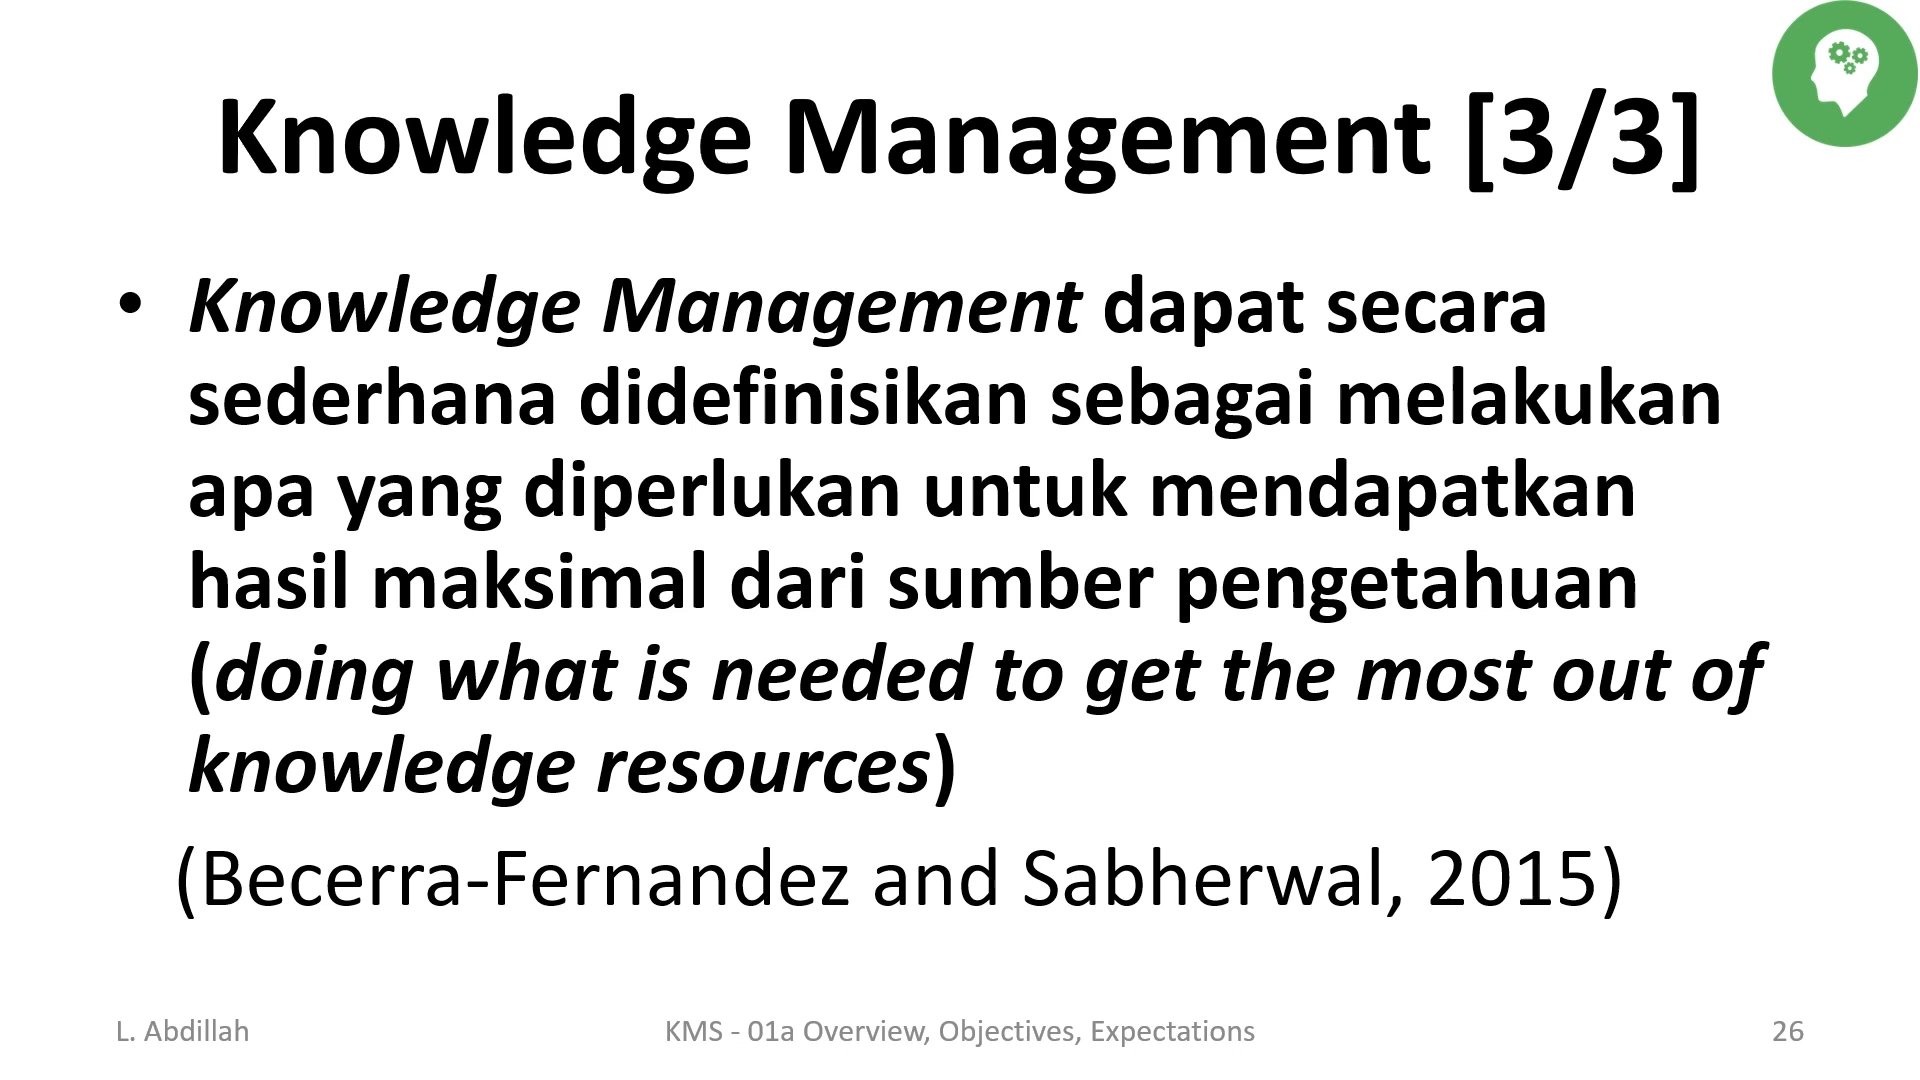 Knowledge Management [3/3]
• Knowledge Management dapat secara
sederhana didefinisikan sebagai melakukan
apa yang diperlukan untuk mendapatkan
hasil maksimal dari sumber pengetahuan
(doing what is needed to get the most out of
knowledge resources)
(Becerra-Fernandez and Sabherwal, 2015)
L. Abdillah
KMS - 01a Overview, Objectives, Expectations
26